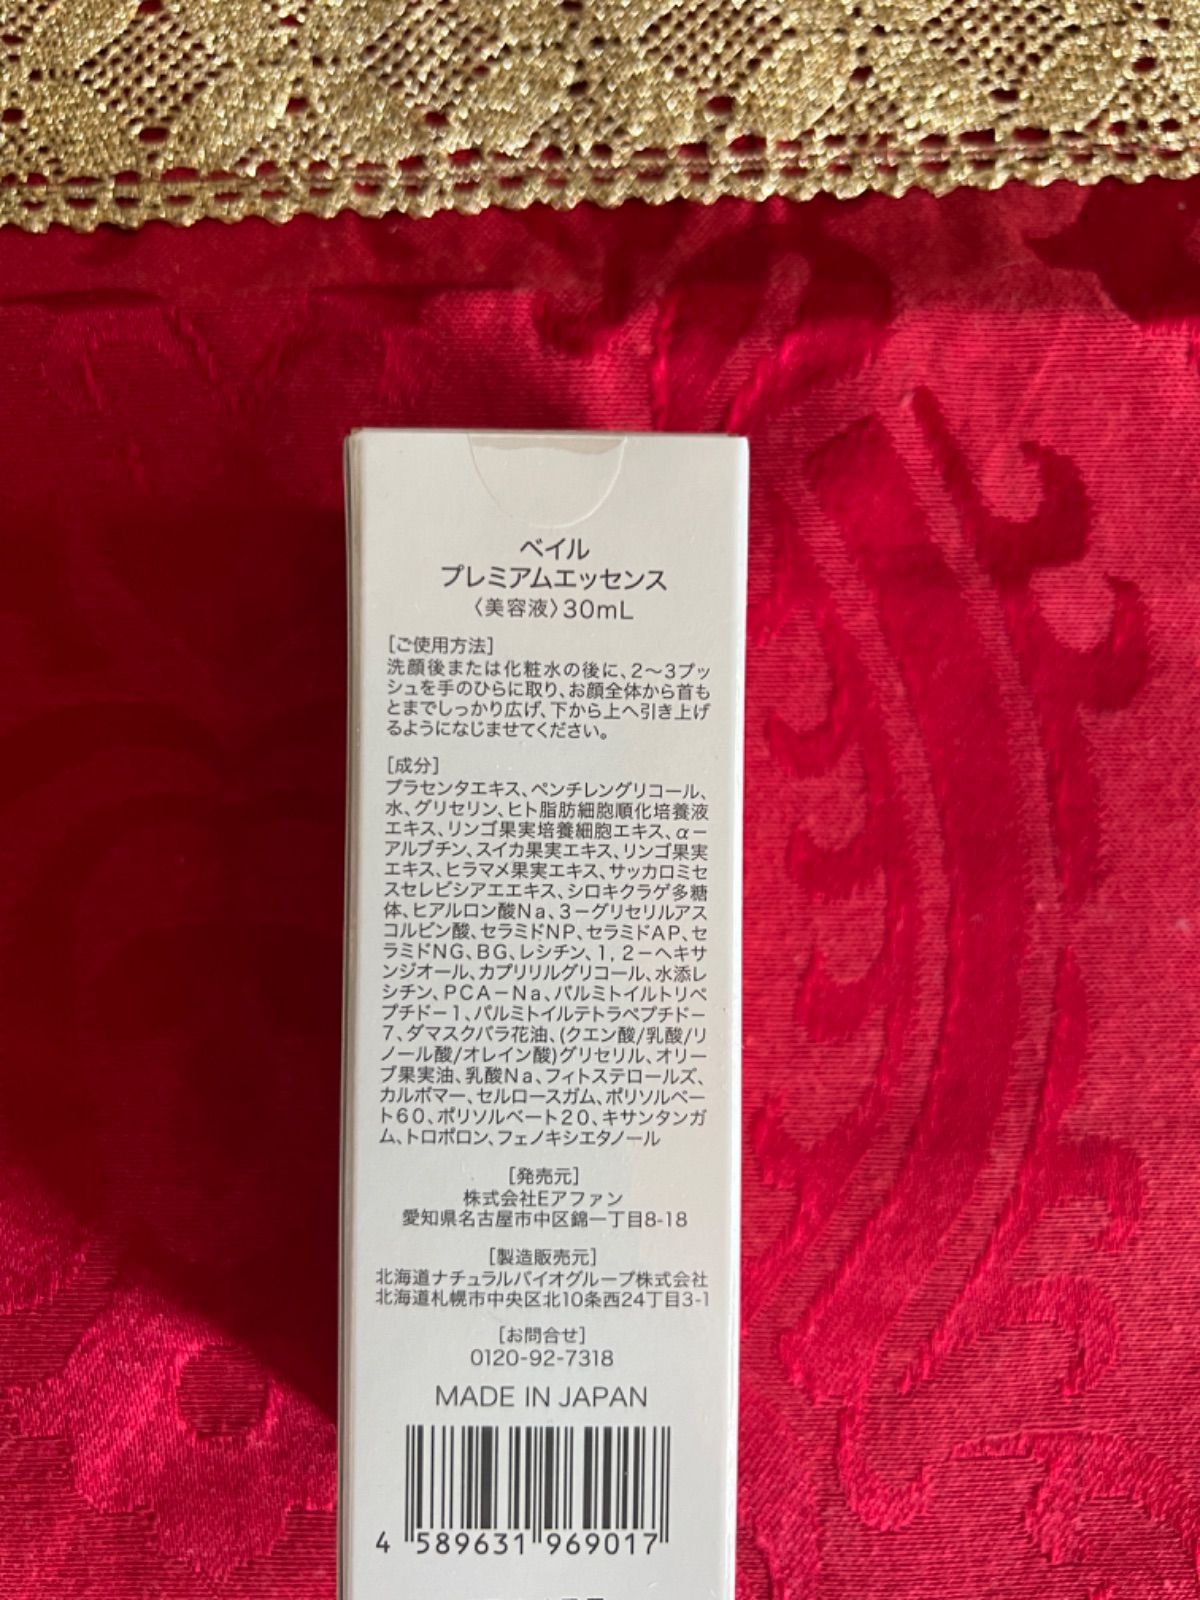 ベイル
プレミアムエッセンス
〈美容液〉30mL
[ご使用方法]
洗顔後または化粧水の後に、2〜3プッ
シュを手のひらに取り、お顔全体から首も
とまでしっかり広げ、下から上へ引き上げ
るようになじませてください。
[成分]
プラセンタエキス、ペンチレングリコール、
水、グリセリン、ヒト脂肪細胞順化培養液
エキス、リンゴ果実培養細胞エキス、α－
アルブチン、スイカ果実エキス、リンゴ果実
エキス、ヒラマメ果実エキス、サッカロミセ
スセレビシアエエキス、シロキクラゲ多糖
体、ヒアルロン酸Na、3－グリセリルアス
コルビン酸、セラミドNP、セラミドAP、セ
ラミドNG、BG、レシチン、1，2－ヘキサ
ンジオール、カプリリルグリコール、水添レ
シチン、PCA－Na、パルミトイルトリペ
プチド－1、パルミトイルテトラペプチド－
7、ダマスクバラ花油、(クエン酸/乳酸/リ
ノール酸/オレイン酸)グリセリル、オリー
ブ果実油、乳酸Na、フィトステロールズ、
カルボマー、セルロースガム、ポリソルベー
ト60、ポリソルベート20、キサンタンガ
ム、トロポロン、フェノキシエタノール
[発売元]
株式会社Eアファン
愛知県名古屋市中区錦一丁目8-18
[製造販売元]
北海道ナチュラルバイオグループ株式会社
北海道札幌市中央区北10条西24丁目3-1
[お問合せ]
0120-92-7318
MADE IN JAPAN
4 589631 969017